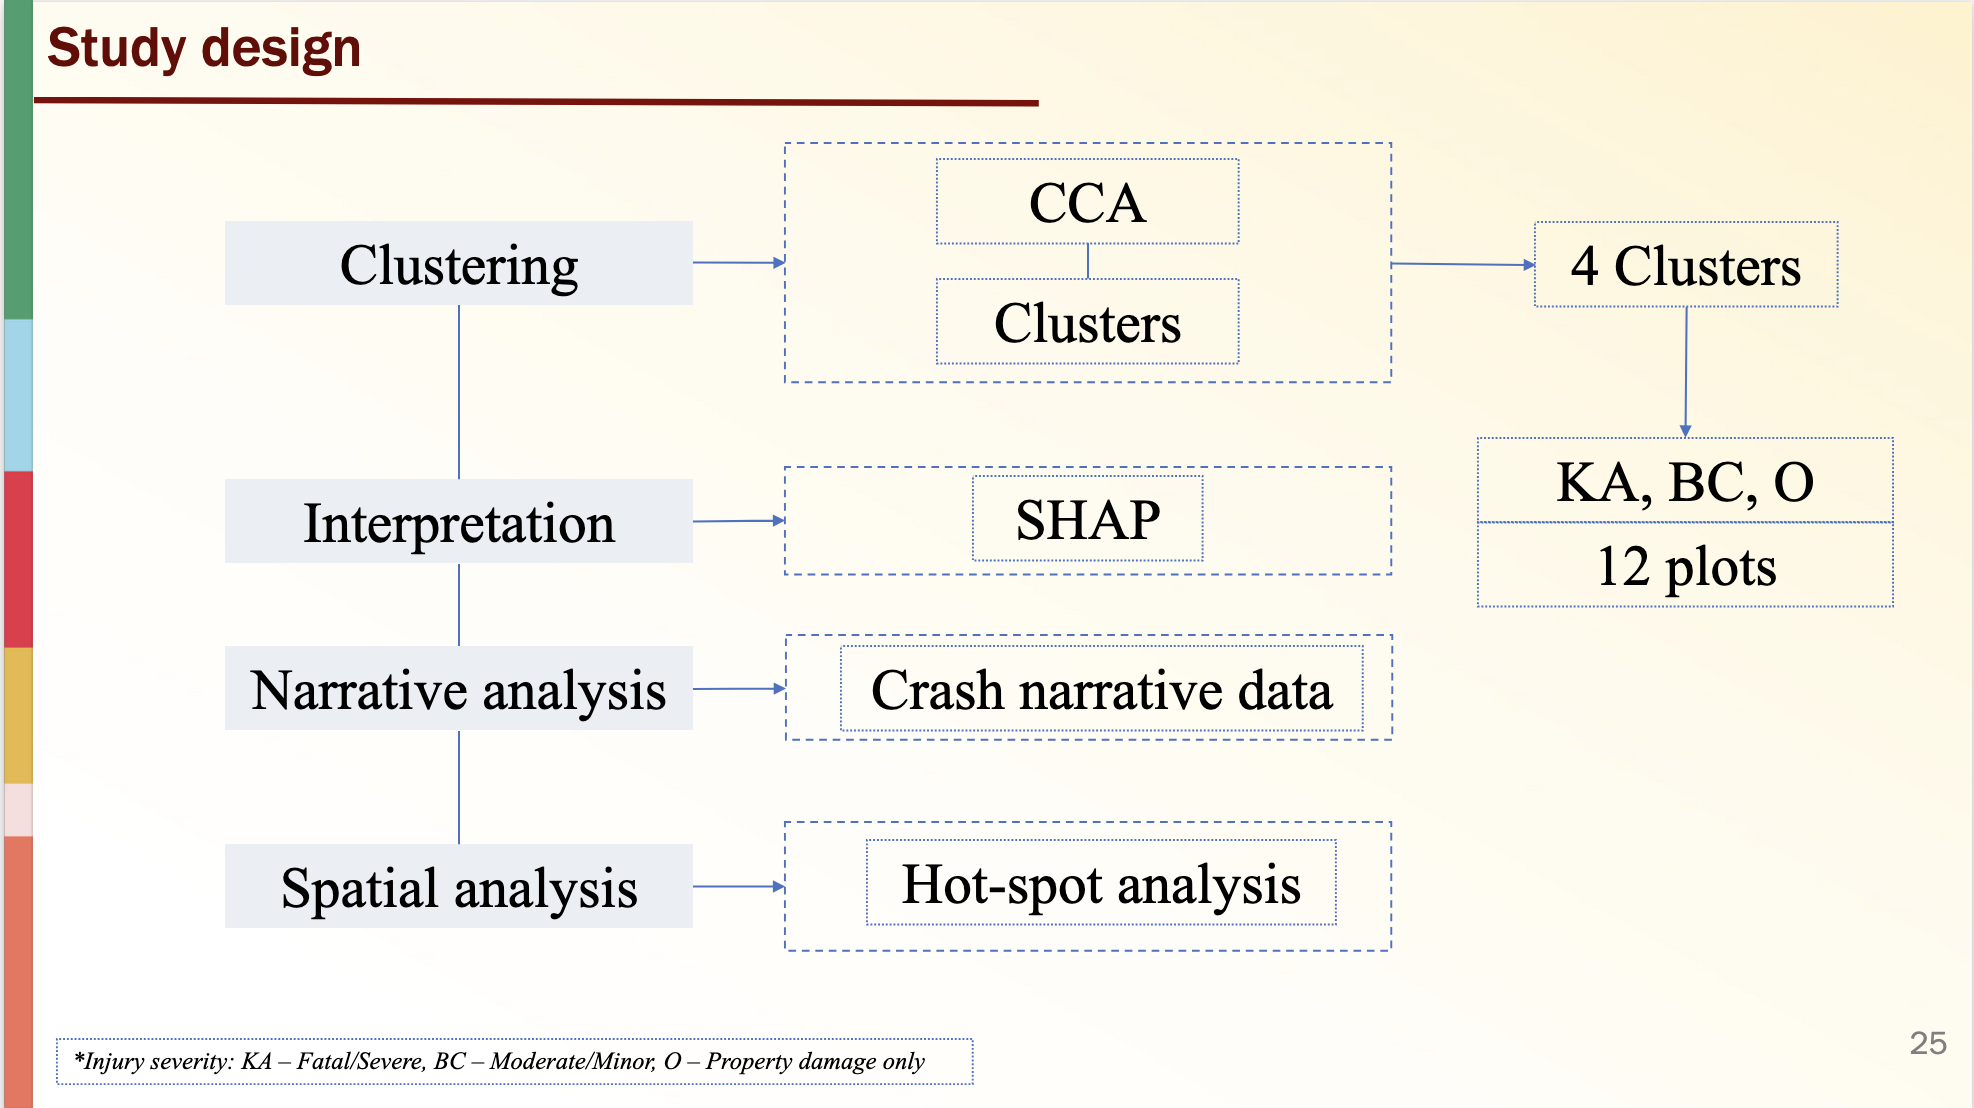 Study design
CCA
Clustering
Clusters
4 Clusters
Interpretation
SHAP
KA, BC, O
12 plots
Narrative analysis
Crash narrative data
Spatial analysis
Hot-spot analysis
*Injury severity: KA – Fatal/Severe, BC – Moderate/Minor, O – Property damage only
25